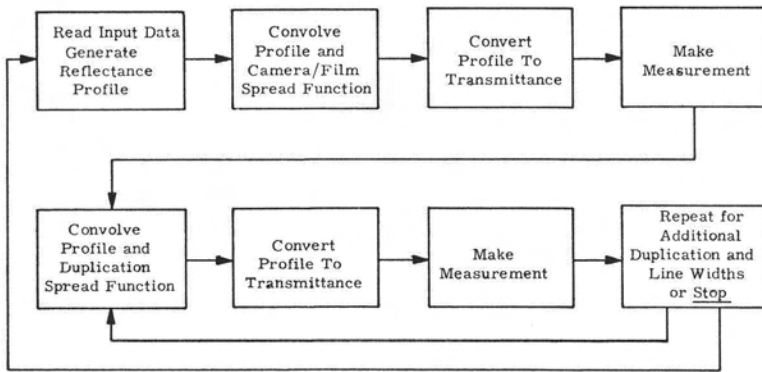 Read Input Data
Generate
Reflectance
Profile
Convolve
Profile and
Camera/Film
Spread Function
Convert
Profile To
Transmittance
Make
Measurement
Convolve
Profile and
Duplication
Spread Function
Convert
Profile To
Transmittance
Make
Measurement
Repeat for
Additional
Duplication and
Line Widths
or Stop